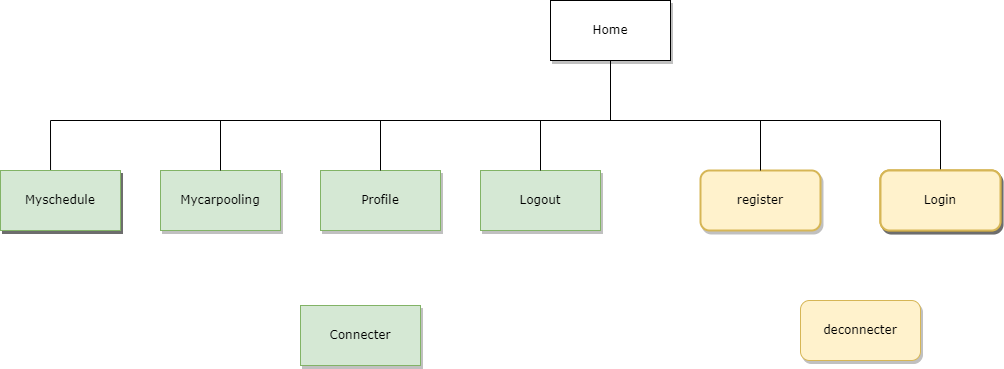 Home
Myschedule
Mycarpooling
Profile
Logout
register
Login
Connecter
deconnecter